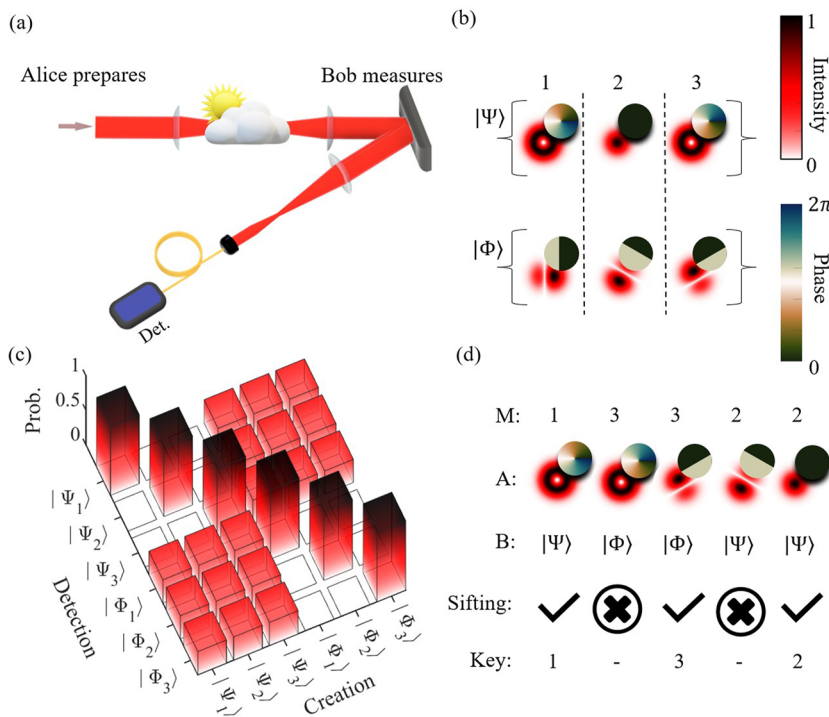 (a)
Alice prepares
Bob measures
Det.
(b)
1 2 3
|Ψ⟩
|Φ⟩
1
Intensity
0
2π
Phase
0
(c)
1
0.5
0
Prob.
|Ψ₁⟩
|Ψ₂⟩
|Ψ₃⟩
|Φ₁⟩
|Φ₂⟩
|Φ₃⟩
Detection
|Ψ₁⟩
|Ψ₂⟩
|Ψ₃⟩
|Φ₁⟩
|Φ₂⟩
|Φ₃⟩
Creation
(d)
M: 1 3 3 2 2
A:
B: |Ψ⟩ |Φ⟩ |Φ⟩ |Ψ⟩ |Ψ⟩
Sifting:
Key: 1 - 3 - 2